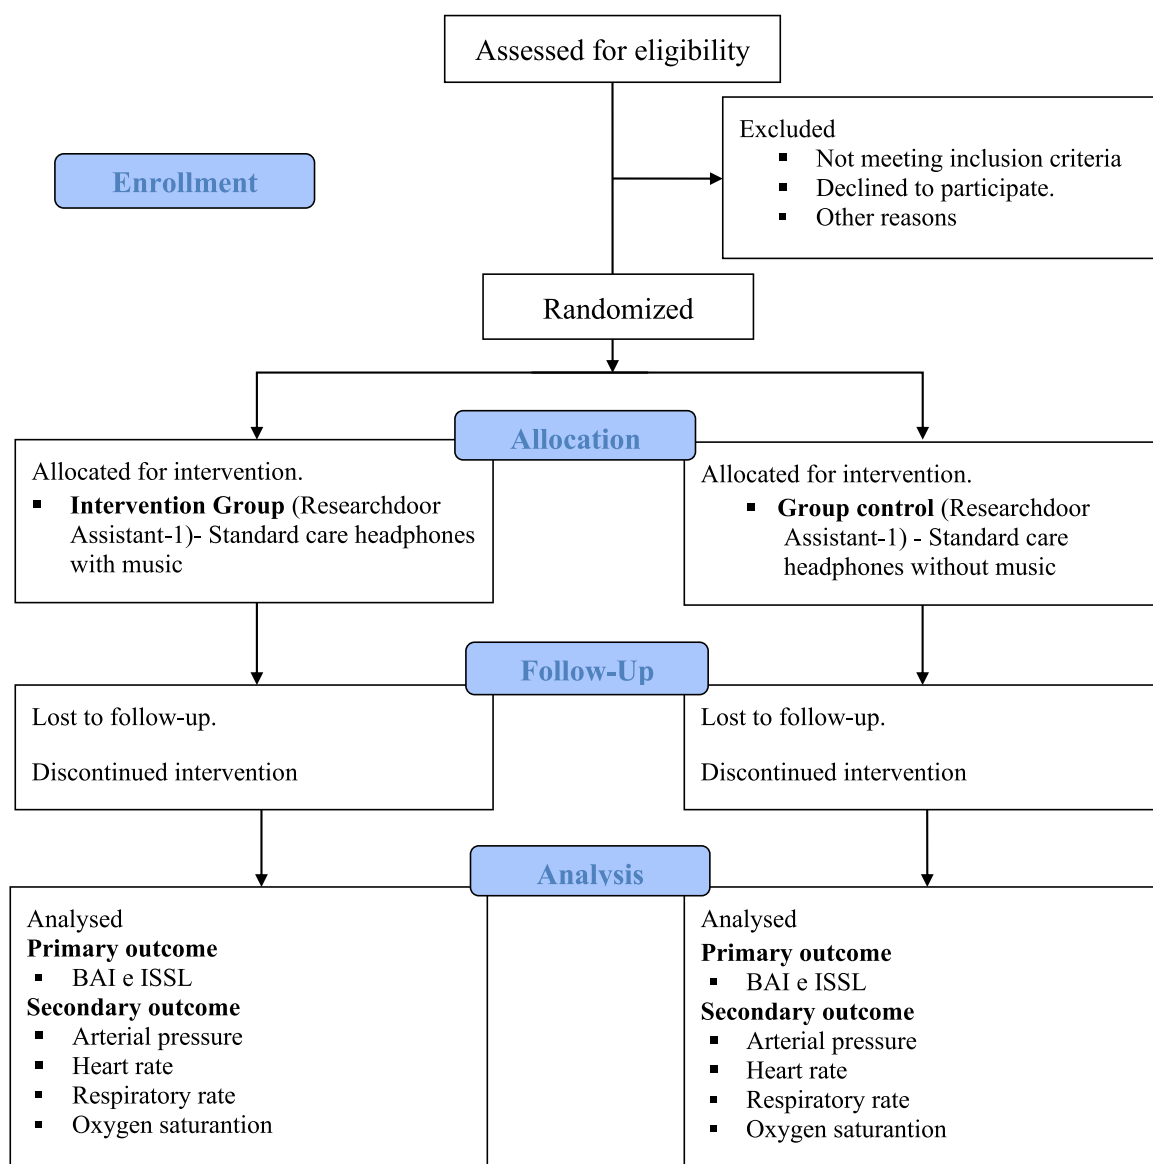 Assessed for eligibility
Excluded
▪ Not meeting inclusion criteria
▪ Declined to participate.
▪ Other reasons
Enrollment
Randomized
Allocation
Allocated for intervention.
▪ Intervention Group (Researchdoor
Assistant-1)- Standard care headphones
with music
Allocated for intervention.
▪ Group control (Researchdoor
Assistant-1) - Standard care
headphones without music
Follow-Up
Lost to follow-up.
Discontinued intervention
Lost to follow-up.
Discontinued intervention
Analysis
Analysed
Primary outcome
▪ BAI e ISSL
Secondary outcome
▪ Arterial pressure
▪ Heart rate
▪ Respiratory rate
▪ Oxygen saturantion
Analysed
Primary outcome
▪ BAI e ISSL
Secondary outcome
▪ Arterial pressure
▪ Heart rate
▪ Respiratory rate
▪ Oxygen saturantion